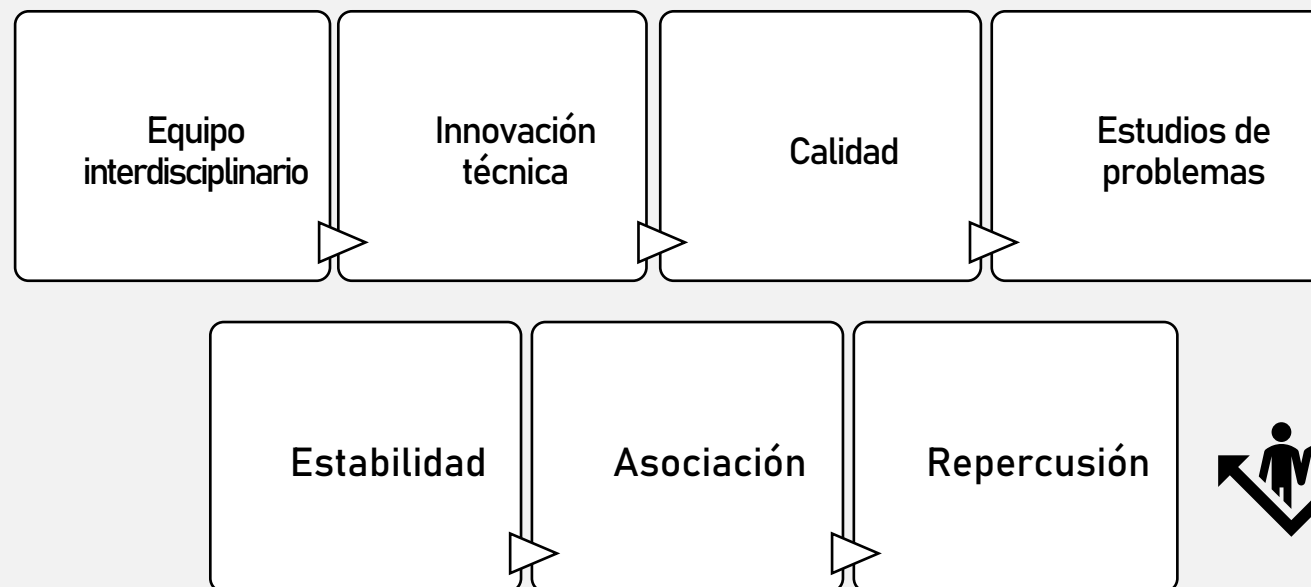 Equipo
interdisciplinario
Innovación
técnica
Calidad
Estudios de
problemas
Estabilidad
Asociación
Repercusión